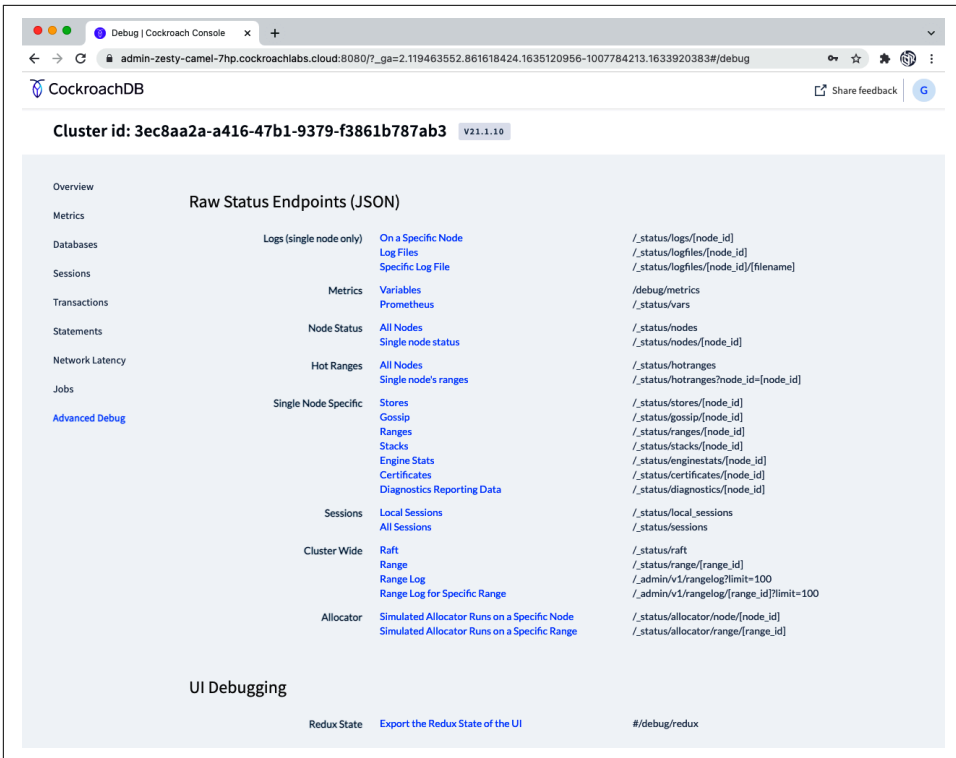 Debug | Cockroach Console
admin-zesty-camel-7hp.cockroachlabs.cloud:8080/?_ga=2.119463552.861618424.1635120956-1007784213.1633920383#/debug
CockroachDB
Share feedback
G
Cluster id: 3ec8aa2a-a416-47b1-9379-f3861b787ab3 V21.1.10
Overview
Metrics
Databases
Sessions
Transactions
Statements
Network Latency
Jobs
Advanced Debug
Raw Status Endpoints (JSON)
Logs (single node only) On a Specific Node /_status/logs/[node_id]
Log Files /_status/logfiles/[node_id]
Specific Log File /_status/logfiles/[node_id]/[filename]
Metrics Variables /debug/metrics
Prometheus /_status/vars
Node Status All Nodes /_status/nodes
Single node status /_status/nodes/[node_id]
Hot Ranges All Nodes /_status/hotranges
Single node's ranges /_status/hotranges?node_id=[node_id]
Single Node Specific Stores /_status/stores/[node_id]
Gossip /_status/gossip/[node_id]
Ranges /_status/ranges/[node_id]
Stacks /_status/stacks/[node_id]
Engine Stats /_status/enginestats/[node_id]
Certificates /_status/certificates/[node_id]
Diagnostics Reporting Data /_status/diagnostics/[node_id]
Sessions Local Sessions /_status/local_sessions
All Sessions /_status/sessions
Cluster Wide Raft /_status/raft
Range /_status/range/[range_id]
Range Log /_admin/v1/rangelog?limit=100
Range Log for Specific Range /_admin/v1/rangelog/[range_id]?limit=100
Allocator Simulated Allocator Runs on a Specific Node /_status/allocator/node/[node_id]
Simulated Allocator Runs on a Specific Range /_status/allocator/range/[range_id]
UI Debugging
Redux State Export the Redux State of the UI #/debug/redux